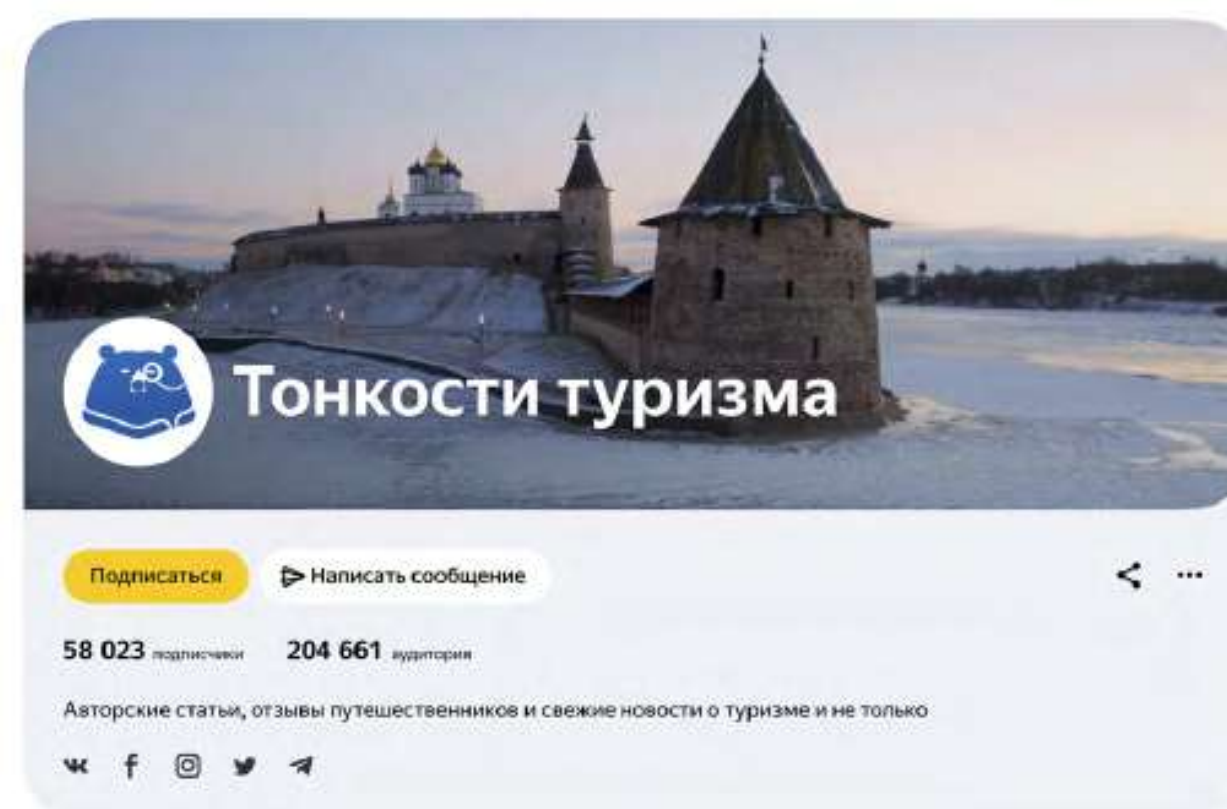 Тонкости туризма
Подписаться Написать сообщение
58 023 подписчики 204 661 аудитория
Авторские статьи, отзывы путешественников и свежие новости о туризме и не только